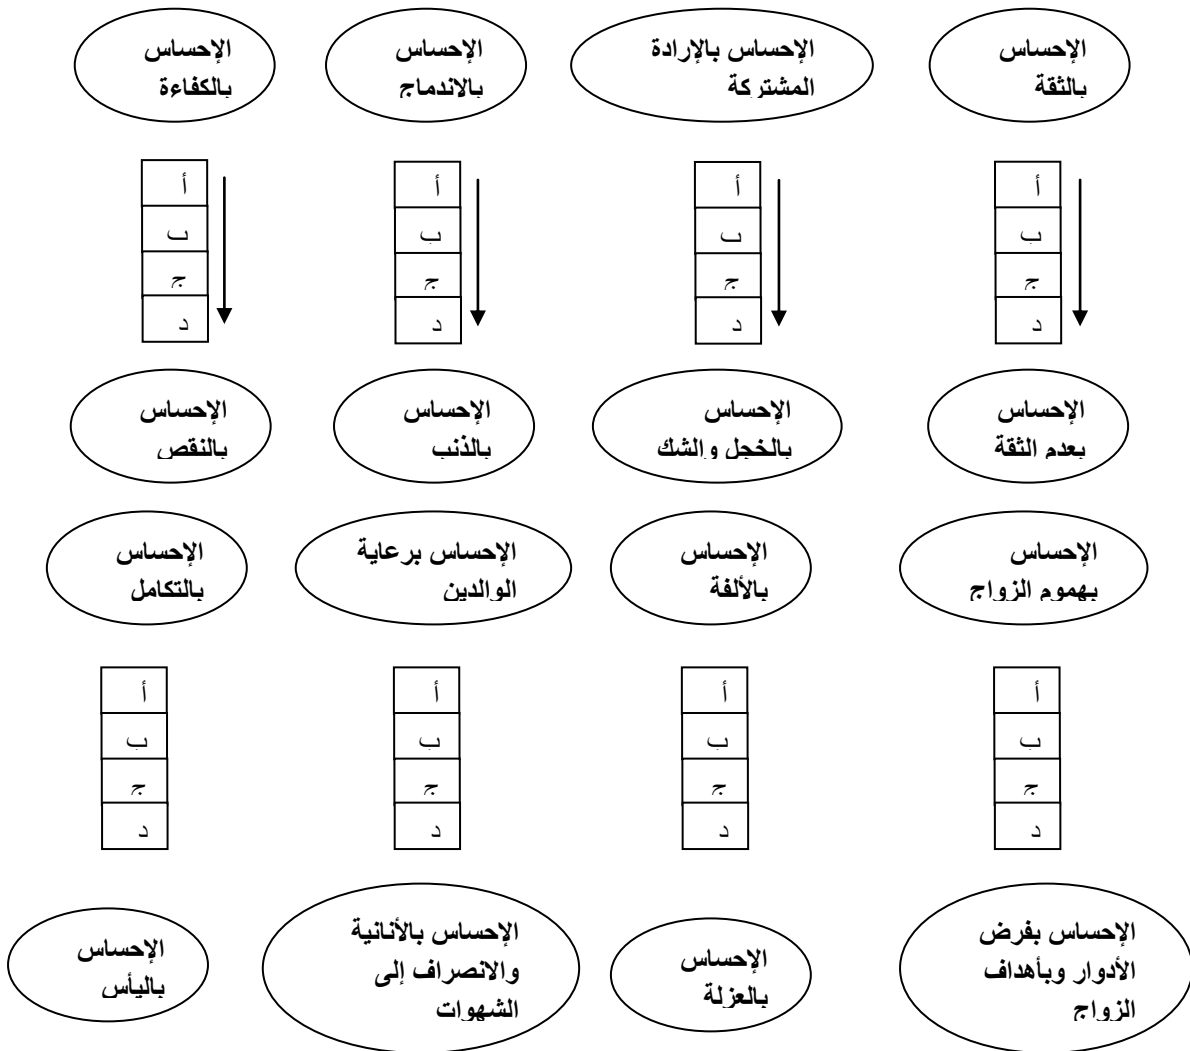 الإحساس
بالثقة
الإحساس بالإرادة
المشتركة
الإحساس
بالاندماج
الإحساس
بالكفاءة
أ
ب
ج
د
أ
ب
ج
د
أ
ب
ج
د
أ
ب
ج
د
الإحساس
بعدم الثقة
الإحساس
بالخجل والشك
الإحساس
بالذنب
الإحساس
بالنقص
الإحساس
بهموم الزواج
الإحساس
بالألفة
الإحساس برعاية
الوالدين
الإحساس
بالتكامل
أ
ب
ج
د
أ
ب
ج
د
أ
ب
ج
د
أ
ب
ج
د
الإحساس بفرض
الأدوار وبأهداف
الزواج
الإحساس
بالعزلة
الإحساس بالأنانية
والانصراف إلى
الشهوات
الإحساس
باليأس